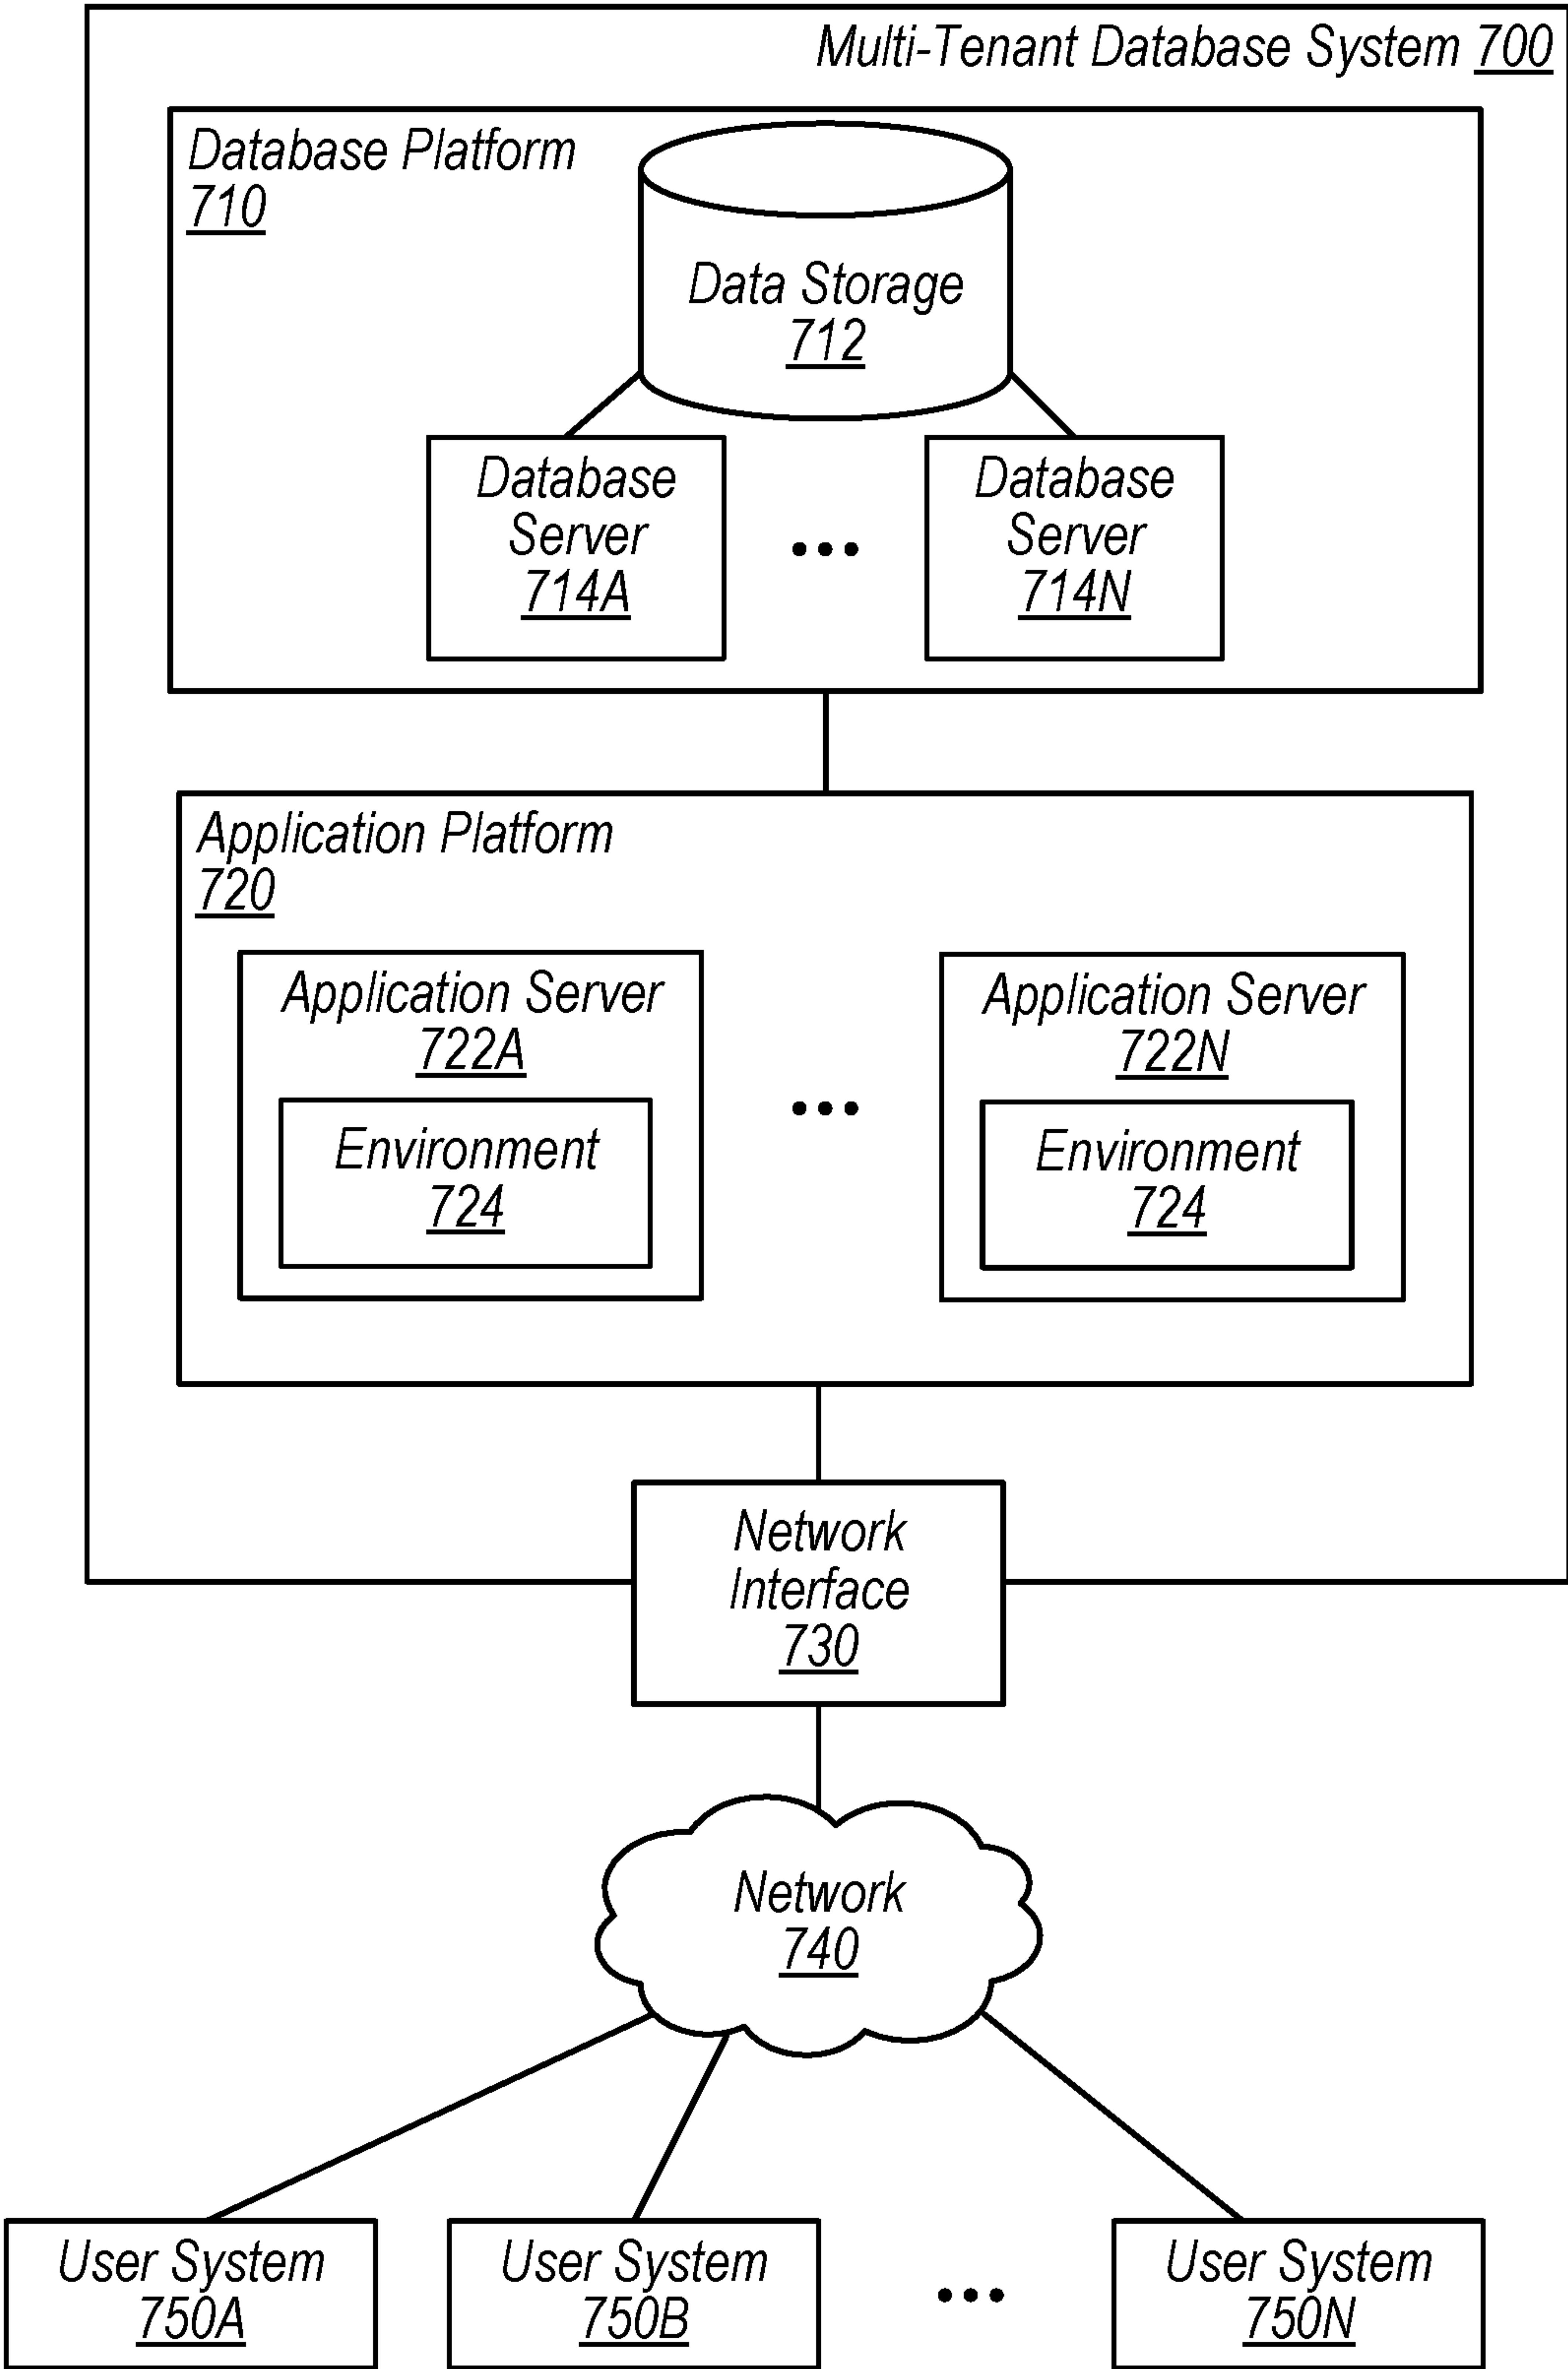 Multi-Tenant Database System 700
Database Platform
710
Data Storage
712
Database
Server
714A
Database
Server
714N
Application Platform
720
Application Server
722A
Environment
724
Application Server
722N
Environment
724
Network
Interface
730
Network
740
User System
750A
User System
750B
User System
750N